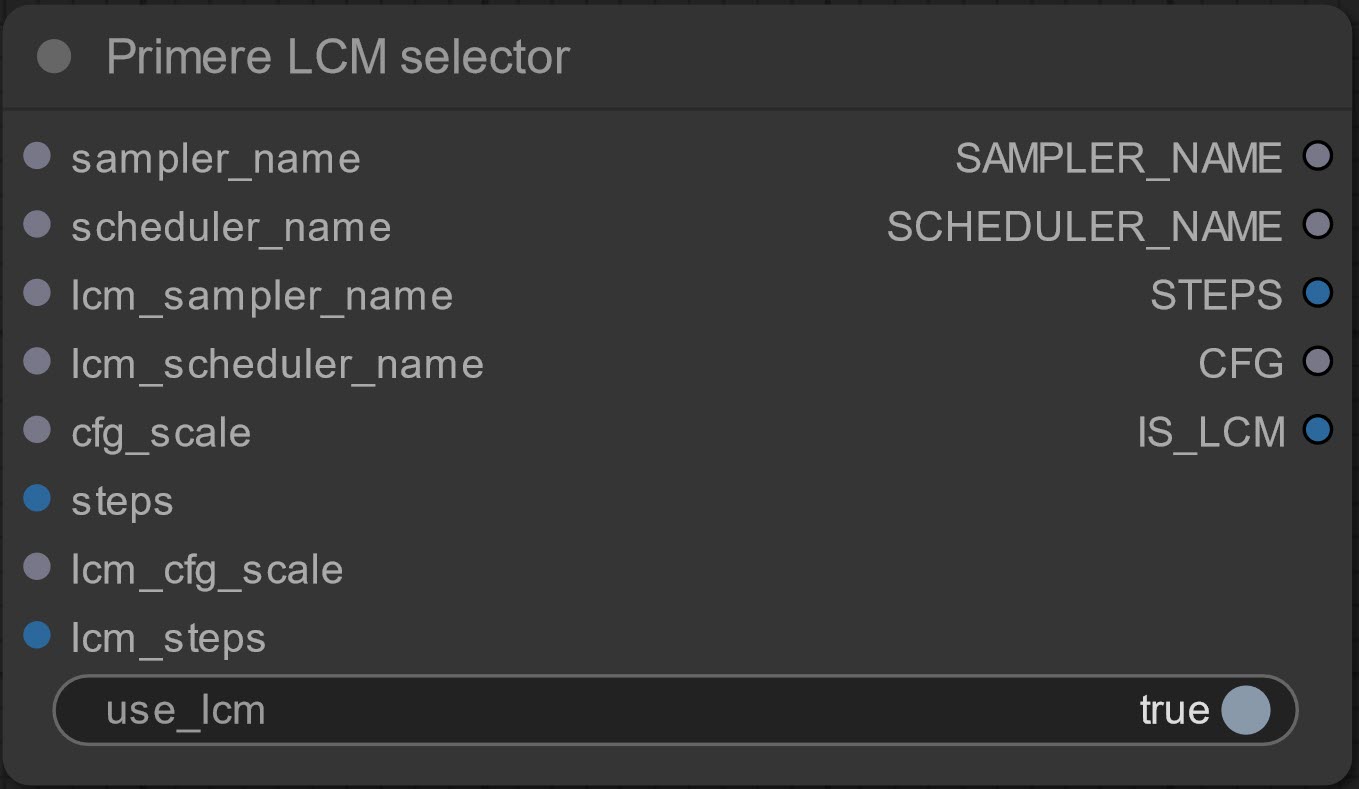 Primere LCM selector
sampler_name SAMPLER_NAME
scheduler_name SCHEDULER_NAME
lcm_sampler_name STEPS
lcm_scheduler_name CFG
cfg_scale IS_LCM
steps
lcm_cfg_scale
lcm_steps
use_lcm true